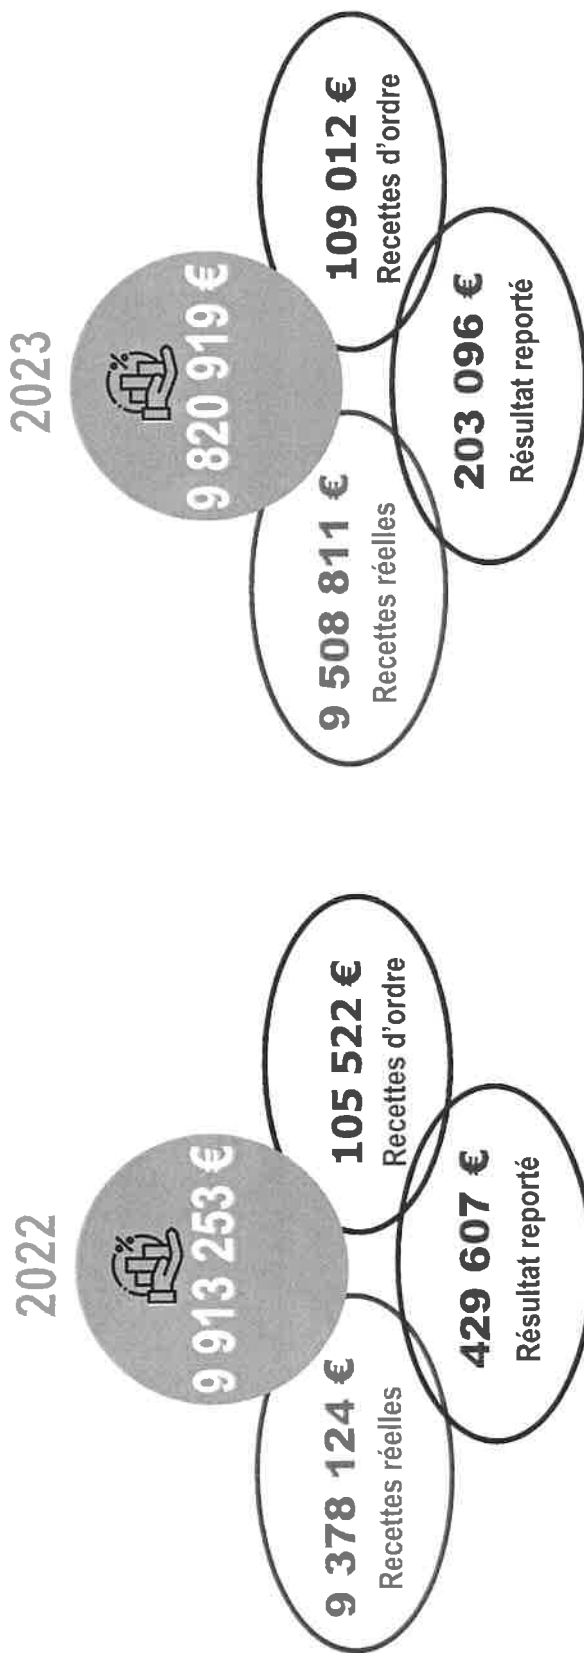 2022
%
9 913 253 €
9 378 124 €
Recettes réelles
105 522 €
Recettes d'ordre
429 607 €
Résultat reporté
2023
%
9 820 919 €
9 508 811 €
Recettes réelles
109 012 €
Recettes d'ordre
203 096 €
Résultat reporté